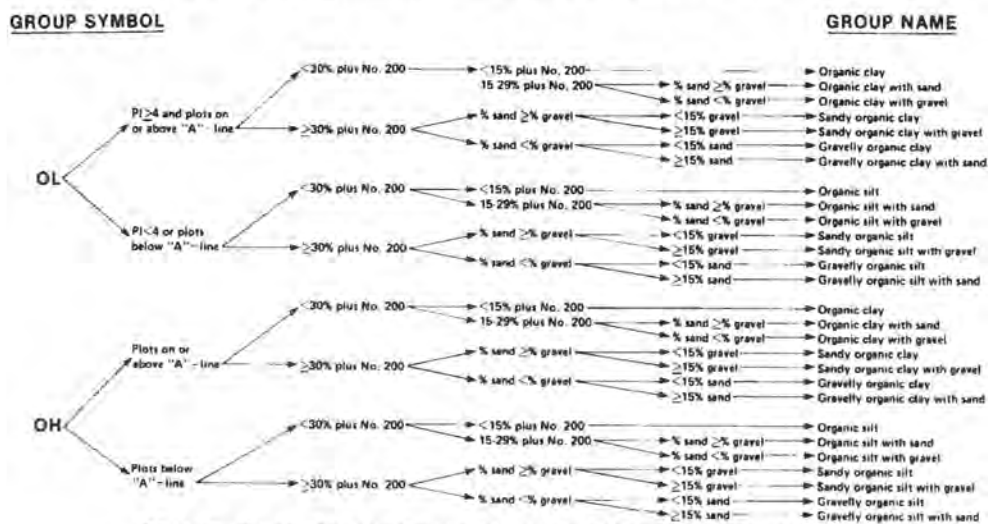 GROUP SYMBOL GROUP NAME
<30% plus No. 200 <15% plus No. 200 Organic clay
15-29% plus No. 200 % sand ≥% gravel Organic clay with sand
% sand <% gravel Organic clay with gravel
PI≥4 and plots on
or above "A"-line
≥30% plus No. 200 % sand ≥% gravel <15% gravel Sandy organic clay
≥15% gravel Sandy organic clay with gravel
% sand <% gravel <15% sand Gravelly organic clay
≥15% sand Gravelly organic clay with sand
OL
<30% plus No. 200 <15% plus No. 200 Organic silt
15-29% plus No. 200 % sand ≥% gravel Organic silt with sand
% sand <% gravel Organic silt with gravel
PI<4 or plots
below "A"-line
≥30% plus No. 200 % sand ≥% gravel <15% gravel Sandy organic silt
≥15% gravel Sandy organic silt with gravel
% sand <% gravel <15% sand Gravelly organic silt
≥15% sand Gravelly organic silt with sand
<30% plus No. 200 <15% plus No. 200 Organic clay
15-29% plus No. 200 % sand ≥% gravel Organic clay with sand
% sand <% gravel Organic clay with gravel
Plots on or
above "A"-line
≥30% plus No. 200 % sand ≥% gravel <15% gravel Sandy organic clay
≥15% gravel Sandy organic clay with gravel
% sand <% gravel <15% sand Gravelly organic clay
≥15% sand Gravelly organic clay with sand
OH
<30% plus No. 200 <15% plus No. 200 Organic silt
15-29% plus No. 200 % sand ≥% gravel Organic silt with sand
% sand <% gravel Organic silt with gravel
Plots below
"A"-line
≥30% plus No. 200 % sand ≥% gravel <15% gravel Sandy organic silt
≥15% gravel Sandy organic silt with gravel
% sand <% gravel <15% sand Gravelly organic silt
≥15% sand Gravelly organic silt with sand